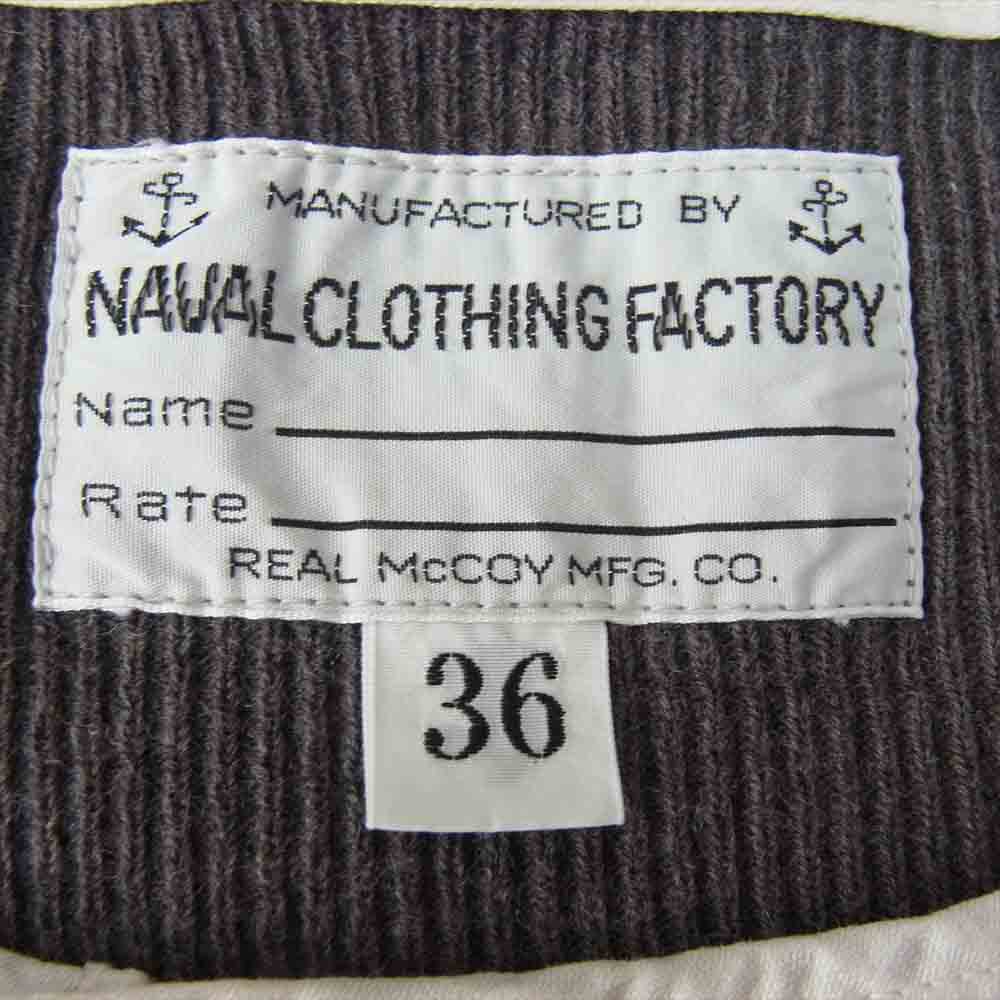 MANUFACTURED BY
NAVAL CLOTHING FACTORY
Name
Rate
REAL McCOY MFG. CO.
36